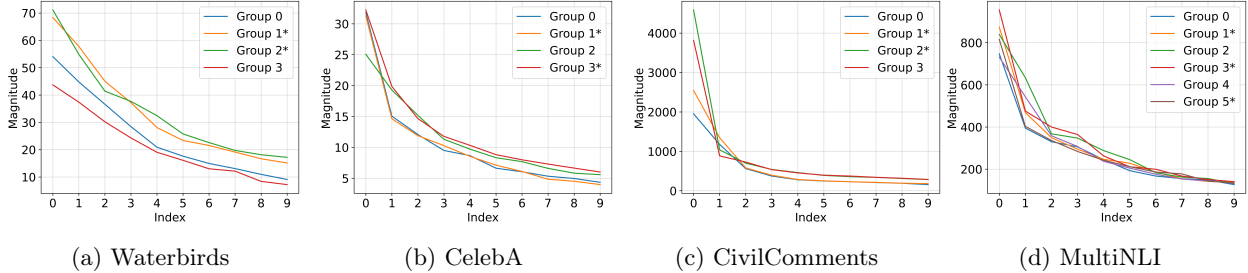 Magnitude
70
60
50
40
30
20
10
0 1 2 3 4 5 6 7 8 9
Index
Group 0
Group 1*
Group 2*
Group 3
(a) Waterbirds
Magnitude
30
25
20
15
10
5
0 1 2 3 4 5 6 7 8 9
Index
Group 0
Group 1*
Group 2
Group 3*
(b) CelebA
Magnitude
4000
3000
2000
1000
0
0 1 2 3 4 5 6 7 8 9
Index
Group 0
Group 1*
Group 2*
Group 3
(c) CivilComments
Magnitude
800
600
400
200
0 1 2 3 4 5 6 7 8 9
Index
Group 0
Group 1*
Group 2
Group 3*
Group 4
Group 5*
(d) MultiNLI